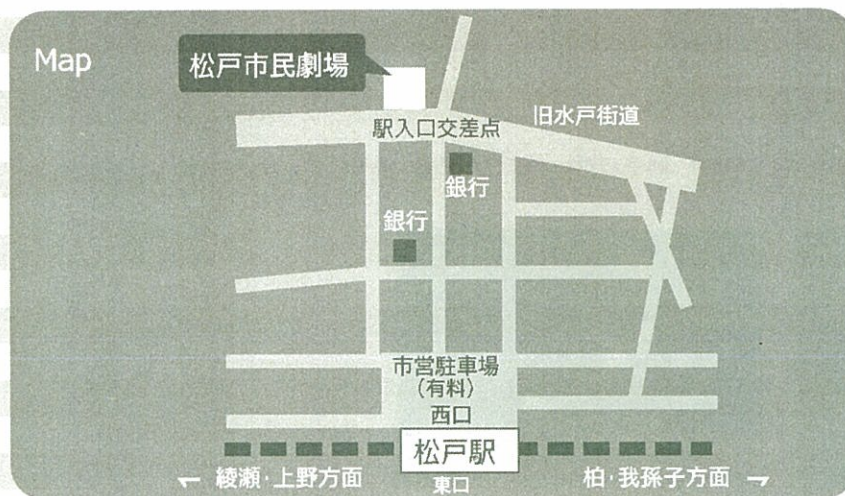 Map
松戸市民劇場
駅入口交差点
旧水戸街道
銀行
銀行
市営駐車場
(有料)
西口
松戸駅
東口
← 綾瀬・上野方面
柏・我孫子方面 →